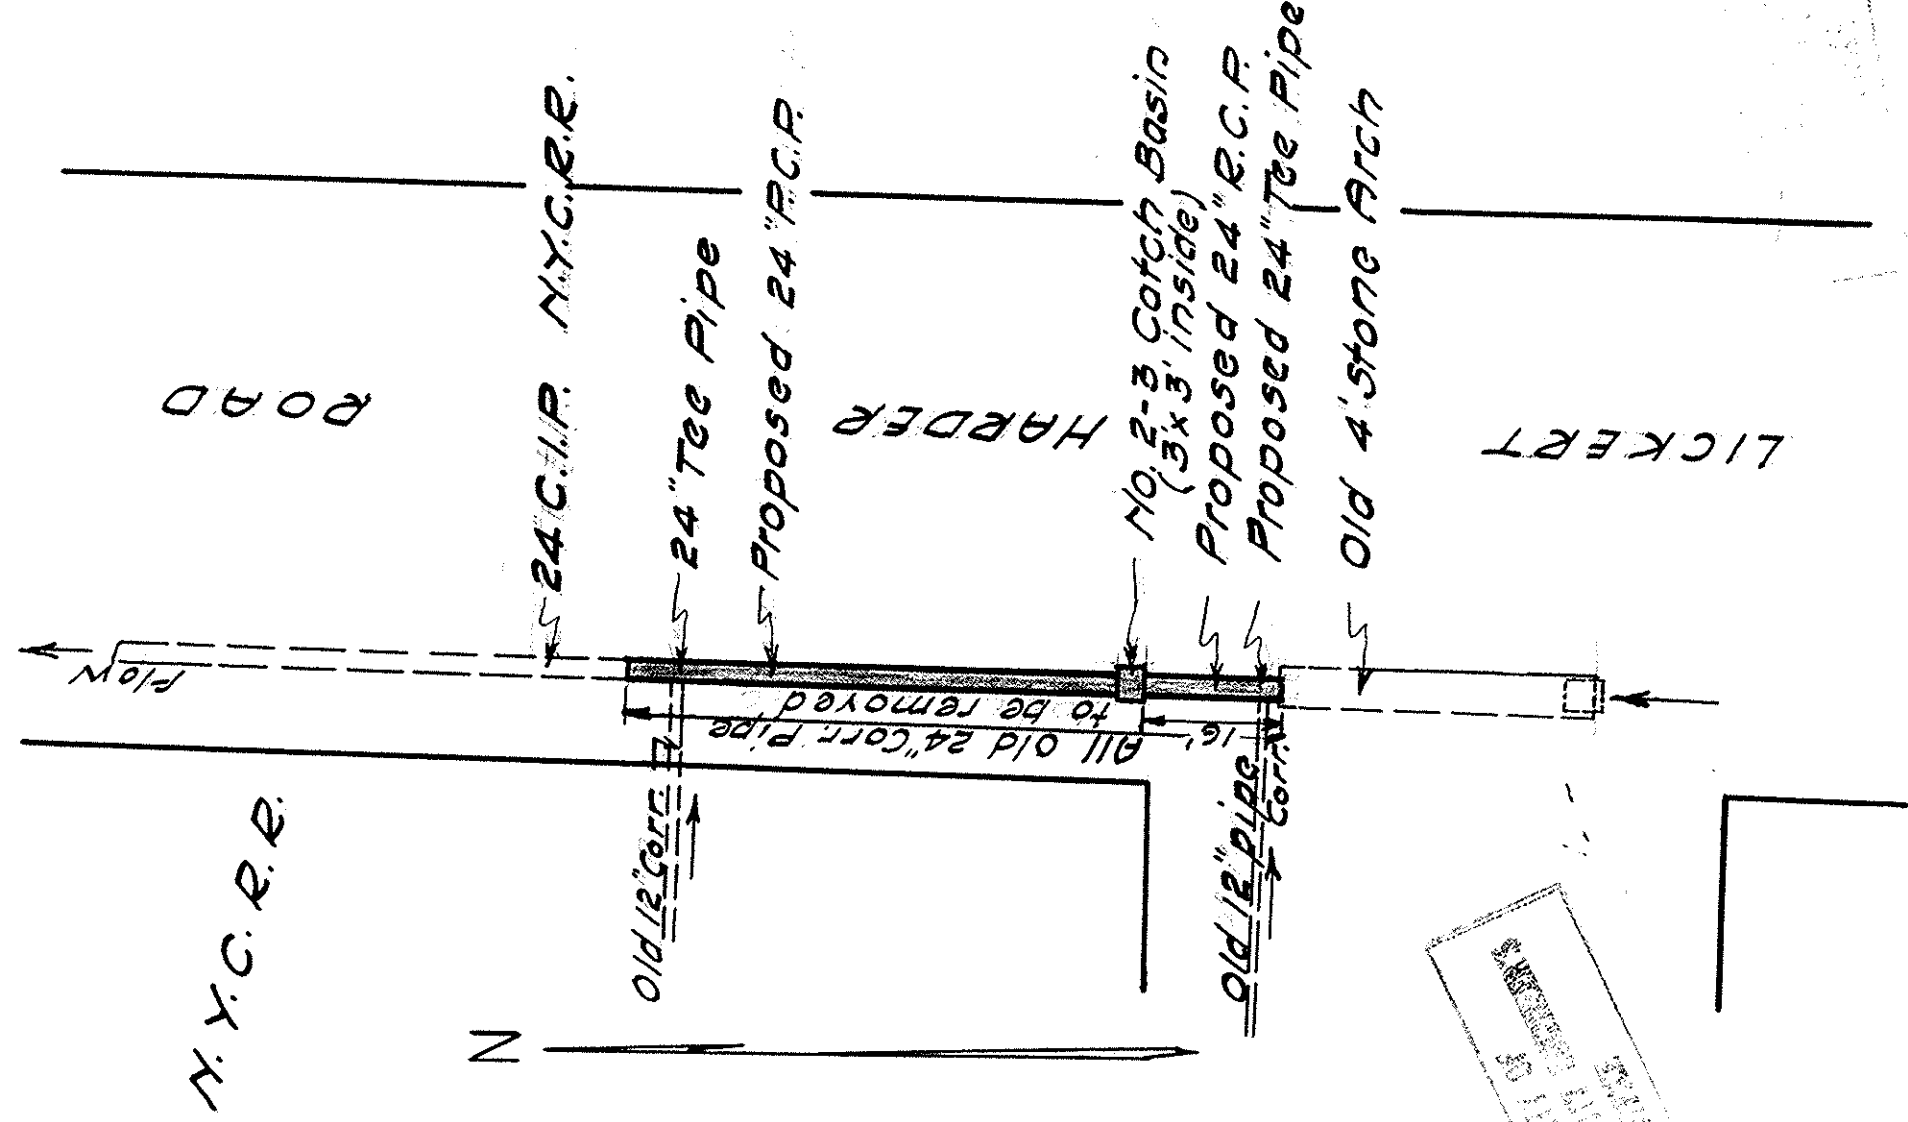 LICKERT HARDER ROAD
24"C.I.P. N.Y.C.R.R.
24"Tee Pipe
Proposed 24"R.C.P.
No. 2-3 Catch Basin
(3'x3' inside)
Proposed 24"R.C.P.
Proposed 24"Tee Pipe
Old 4'Stone Arch
Flow
All old 24"Corr. Pipe
to be removed
16'
Old 12"Corr.
Old 12" pipe
Corr.
N.Y.C.R.R.
N